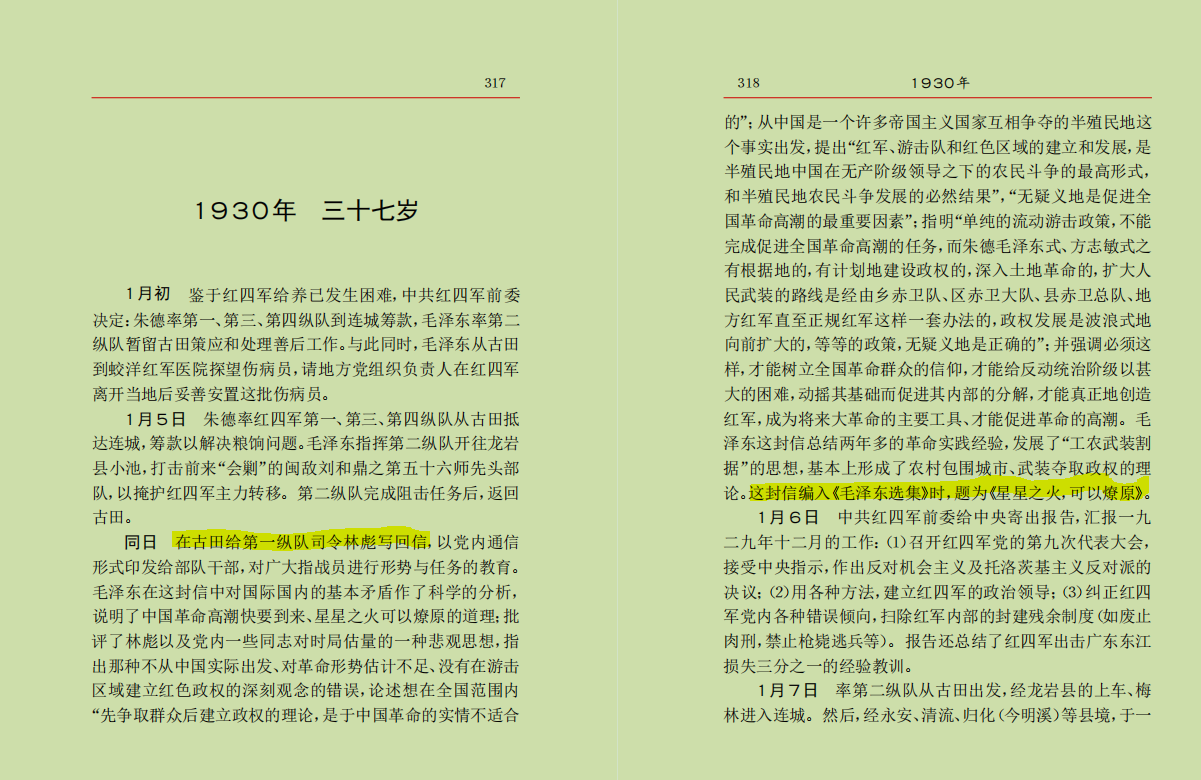 317
1930年　三十七岁
1月初　鉴于红四军给养已发生困难,中共红四军前委
决定:朱德率第一、第三、第四纵队到连城筹款,毛泽东率第二
纵队暂留古田策应和处理善后工作。与此同时,毛泽东从古田
到蛟洋红军医院探望伤病员,请地方党组织负责人在红四军
离开当地后妥善安置这批伤病员。
1月5日　朱德率红四军第一、第三、第四纵队从古田抵
达连城,筹款以解决粮饷问题。毛泽东指挥第二纵队开往龙岩
县小池,打击前来“会剿”的闽敌刘和鼎之第五十六师先头部
队,以掩护红四军主力转移。第二纵队完成阻击任务后,返回
古田。
同日　在古田给第一纵队司令林彪写回信,以党内通信
形式印发给部队干部,对广大指战员进行形势与任务的教育。
毛泽东在这封信中对国际国内的基本矛盾作了科学的分析,
说明了中国革命高潮快要到来、星星之火可以燎原的道理;批
评了林彪以及党内一些同志对时局估量的一种悲观思想,指
出那种不从中国实际出发、对革命形势估计不足、没有在游击
区域建立红色政权的深刻观念的错误,论述想在全国范围内
“先争取群众后建立政权的理论,是于中国革命的实情不适合
318
1930年
的”;从中国是一个许多帝国主义国家互相争夺的半殖民地这
个事实出发,提出“红军、游击队和红色区域的建立和发展,是
半殖民地中国在无产阶级领导之下的农民斗争的最高形式,
和半殖民地农民斗争发展的必然结果”,“无疑义地是促进全
国革命高潮的最重要因素”;指明“单纯的流动游击政策,不能
完成促进全国革命高潮的任务,而朱德毛泽东式、方志敏式之
有根据地的,有计划地建设政权的,深入土地革命的,扩大人
民武装的路线是经由乡赤卫队、区赤卫大队、县赤卫总队、地
方红军直至正规红军这样一套办法的,政权发展是波浪式地
向前扩大的,等等的政策,无疑义地是正确的”;并强调必须这
样,才能树立全国革命群众的信仰,才能给反动统治阶级以甚
大的困难,动摇其基础而促进其内部的分解,才能真正地创造
红军,成为将来大革命的主要工具、才能促进革命的高潮。毛
泽东这封信总结两年多的革命实践经验,发展了“工农武装割
据”的思想,基本上形成了农村包围城市、武装夺取政权的理
论。这封信编入《毛泽东选集》时,题为《星星之火,可以燎原》。
1月6日　中共红四军前委给中央寄出报告,汇报一九
二九年十二月的工作:(1)召开红四军党的第九次代表大会,
接受中央指示,作出反对机会主义及托洛茨基主义反对派的
决议;(2)用各种方法,建立红四军的政治领导;(3)纠正红四
军党内各种错误倾向,扫除红军内部的封建残余制度(如废止
肉刑,禁止枪毙逃兵等)。报告还总结了红四军出击广东东江
损失三分之一的经验教训。
1月7日　率第二纵队从古田出发,经龙岩县的上车、梅
林进入连城。然后,经永安、清流、归化(今明溪)等县境,于一